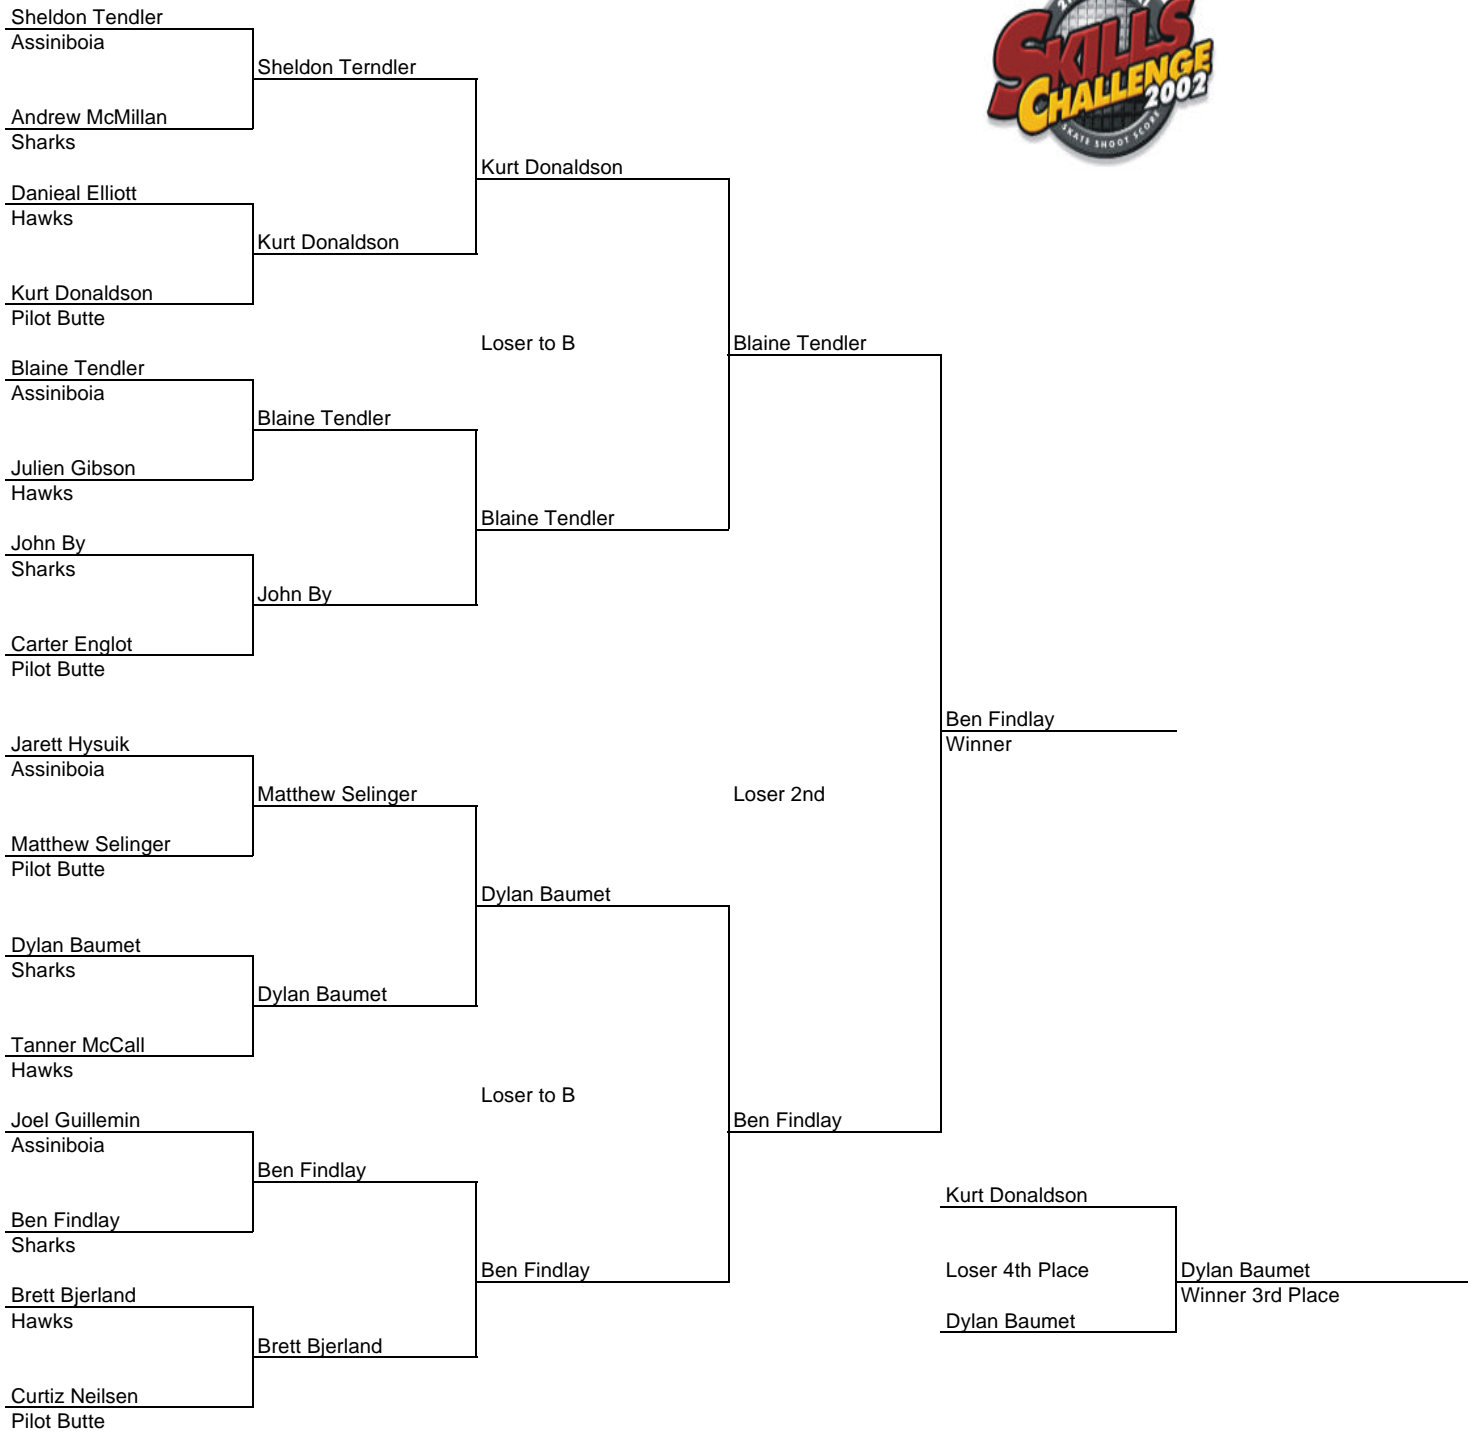 Sheldon Tendler
Assiniboia
Andrew McMillan
Sharks
Danieal Elliott
Hawks
Kurt Donaldson
Pilot Butte
Blaine Tendler
Assiniboia
Julien Gibson
Hawks
John By
Sharks
Carter Englot
Pilot Butte
Jarett Hysuik
Assiniboia
Matthew Selinger
Pilot Butte
Dylan Baumet
Sharks
Tanner McCall
Hawks
Joel Guillemin
Assiniboia
Ben Findlay
Sharks
Brett Bjerland
Hawks
Curtiz Neilsen
Pilot Butte
Sheldon Terndler
Kurt Donaldson
Blaine Tendler
John By
Matthew Selinger
Dylan Baumet
Ben Findlay
Brett Bjerland
Kurt Donaldson
Loser to B
Blaine Tendler
Dylan Baumet
Loser to B
Ben Findlay
Blaine Tendler
Loser 2nd
Ben Findlay
Ben Findlay
Winner
Kurt Donaldson
Loser 4th Place
Dylan Baumet
Dylan Baumet
Winner 3rd Place
SKILLS
CHALLENGE
2002
SKATE SHOOT SCORE